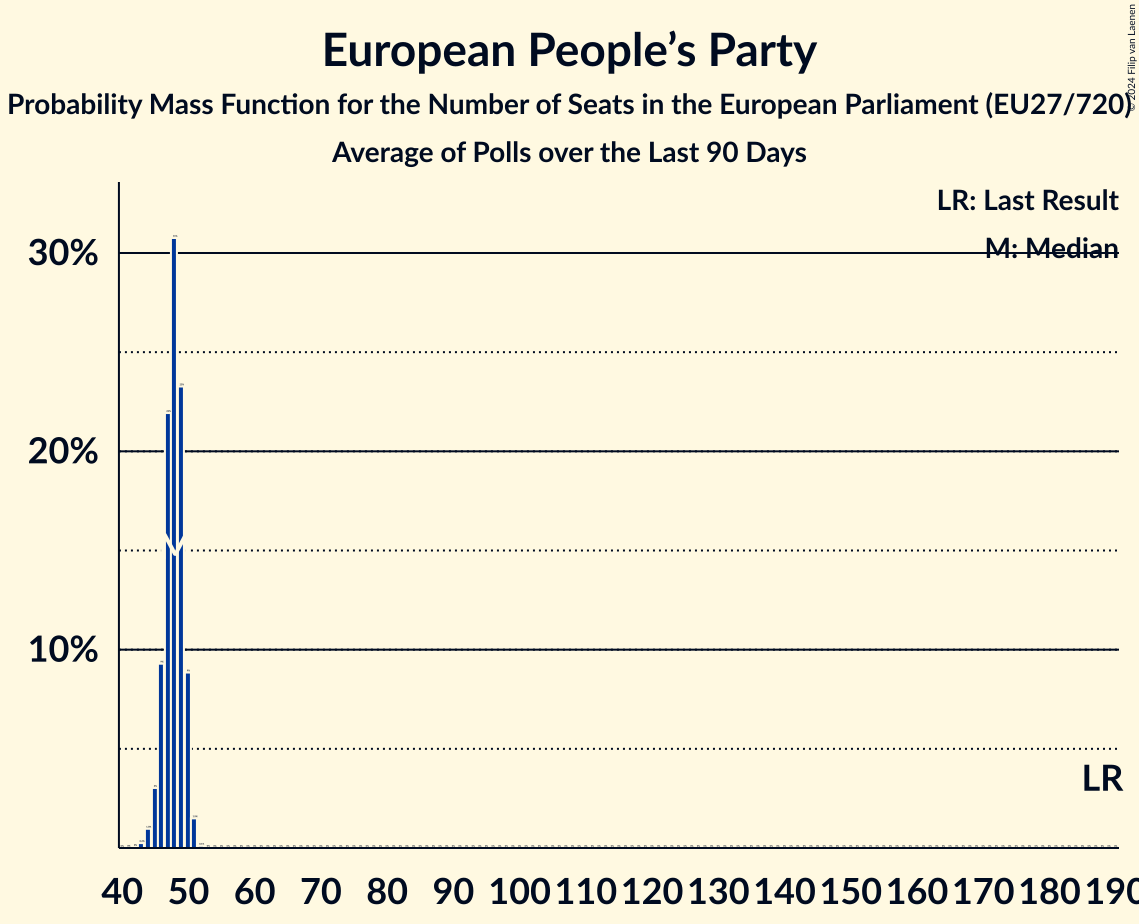 European People’s Party
Probability Mass Function for the Number of Seats in the European Parliament (EU27/720)
Average of Polls over the Last 90 Days
© 2024 Filip van Laenen
LR: Last Result
M: Median
30%
20%
10%
LR
40 50 60 70 80 90 100 110 120 130 140 150 160 170 180 190